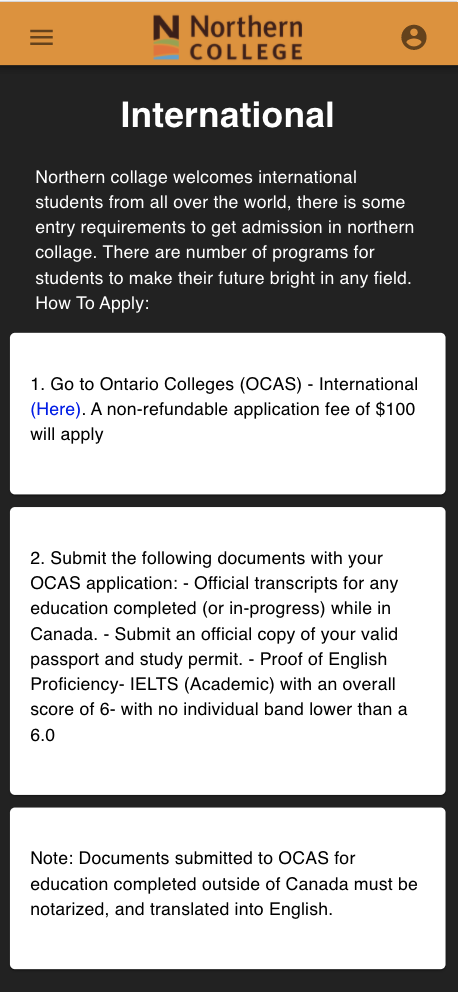 Northern
COLLEGE
International
Northern collage welcomes international
students from all over the world, there is some
entry requirements to get admission in northern
collage. There are number of programs for
students to make their future bright in any field.
How To Apply:
1. Go to Ontario Colleges (OCAS) - International
(Here). A non-refundable application fee of $100
will apply
2. Submit the following documents with your
OCAS application: - Official transcripts for any
education completed (or in-progress) while in
Canada. - Submit an official copy of your valid
passport and study permit. - Proof of English
Proficiency- IELTS (Academic) with an overall
score of 6- with no individual band lower than a
6.0
Note: Documents submitted to OCAS for
education completed outside of Canada must be
notarized, and translated into English.